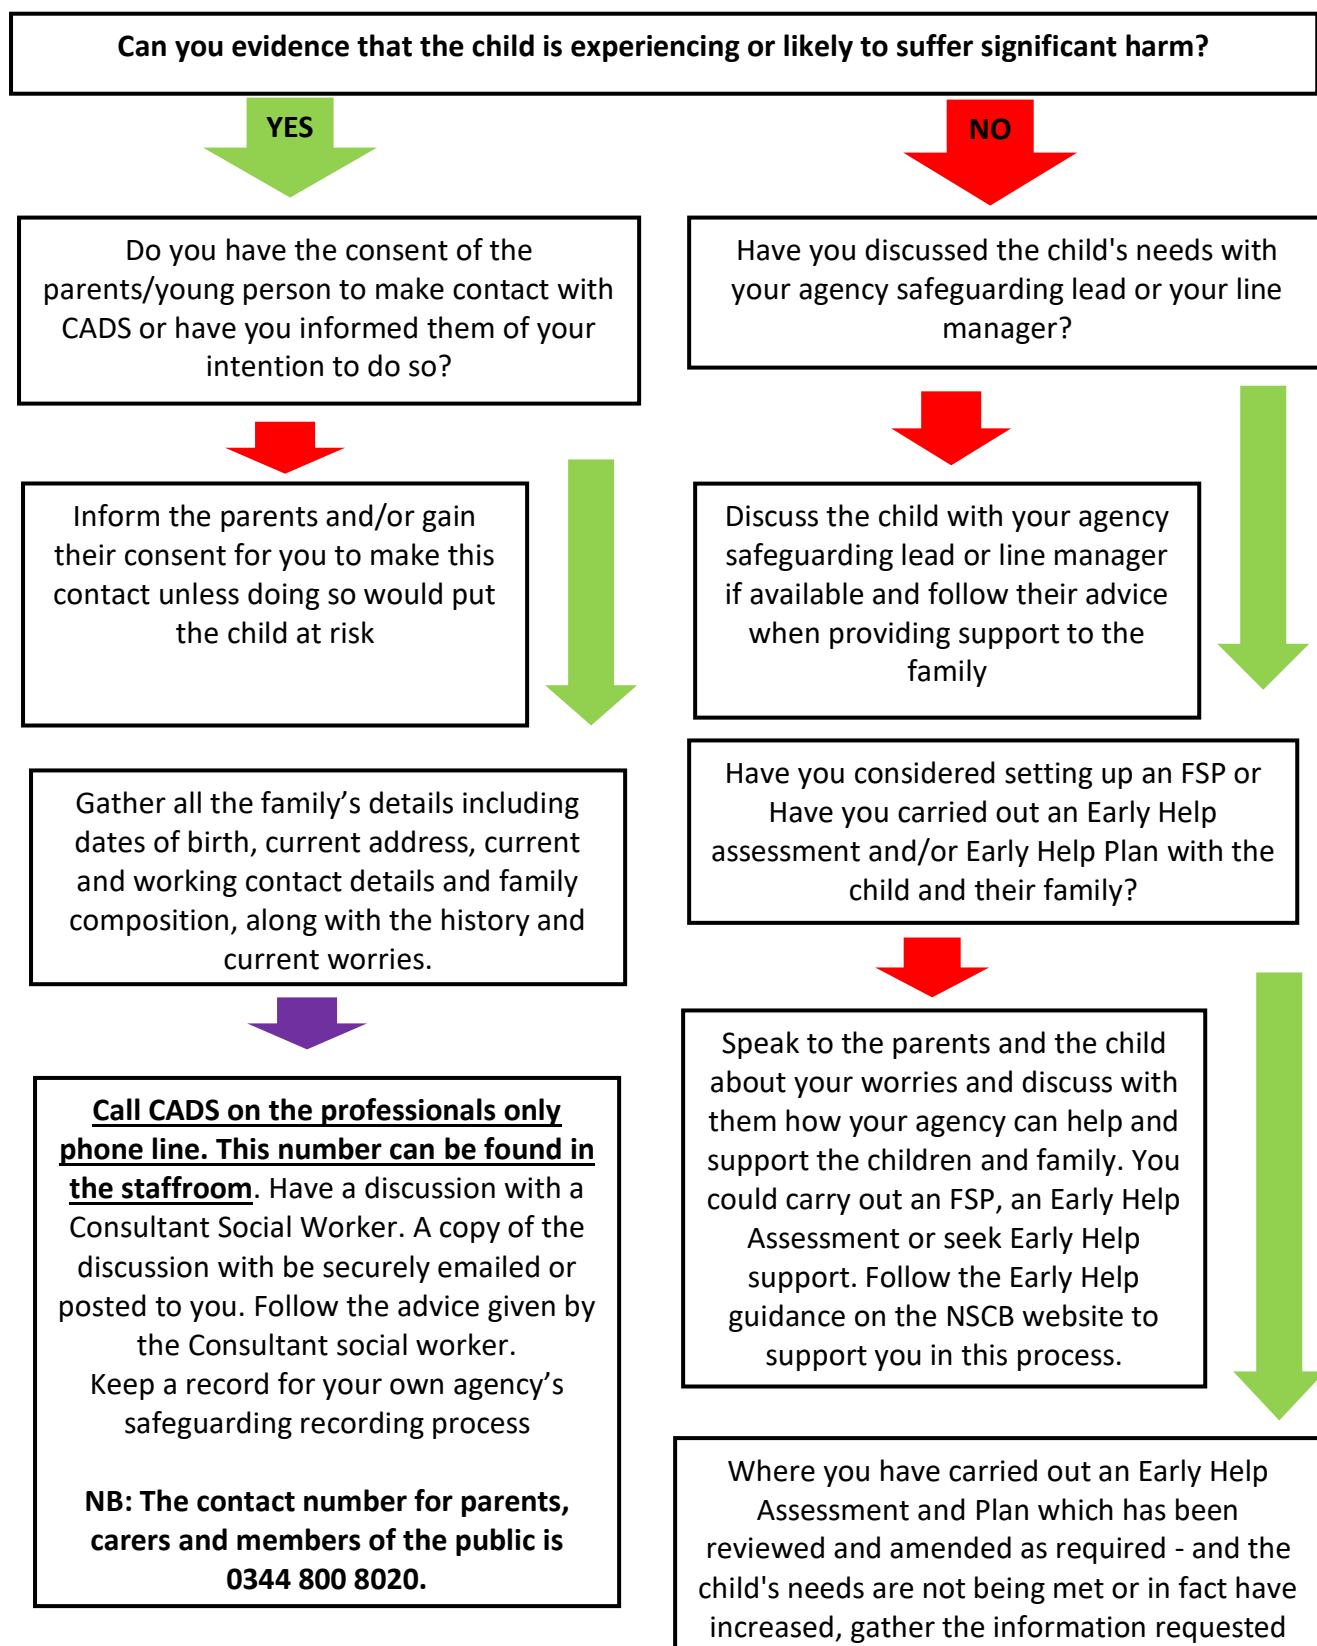 Can you evidence that the child is experiencing or likely to suffer significant harm?
YES
NO
Do you have the consent of the
parents/young person to make contact with
CADS or have you informed them of your
intention to do so?
Have you discussed the child's needs with
your agency safeguarding lead or your line
manager?
Inform the parents and/or gain
their consent for you to make this
contact unless doing so would put
the child at risk
Discuss the child with your agency
safeguarding lead or line manager
if available and follow their advice
when providing support to the
family
Gather all the family’s details including
dates of birth, current address, current
and working contact details and family
composition, along with the history and
current worries.
Have you considered setting up an FSP or
Have you carried out an Early Help
assessment and/or Early Help Plan with the
child and their family?
Call CADS on the professionals only
phone line. This number can be found in
the staffroom. Have a discussion with a
Consultant Social Worker. A copy of the
discussion with be securely emailed or
posted to you. Follow the advice given by
the Consultant social worker.
Keep a record for your own agency’s
safeguarding recording process
NB: The contact number for parents,
carers and members of the public is
0344 800 8020.
Speak to the parents and the child
about your worries and discuss with
them how your agency can help and
support the children and family. You
could carry out an FSP, an Early Help
Assessment or seek Early Help
support. Follow the Early Help
guidance on the NSCB website to
support you in this process.
Where you have carried out an Early Help
Assessment and Plan which has been
reviewed and amended as required - and the
child's needs are not being met or in fact have
increased, gather the information requested